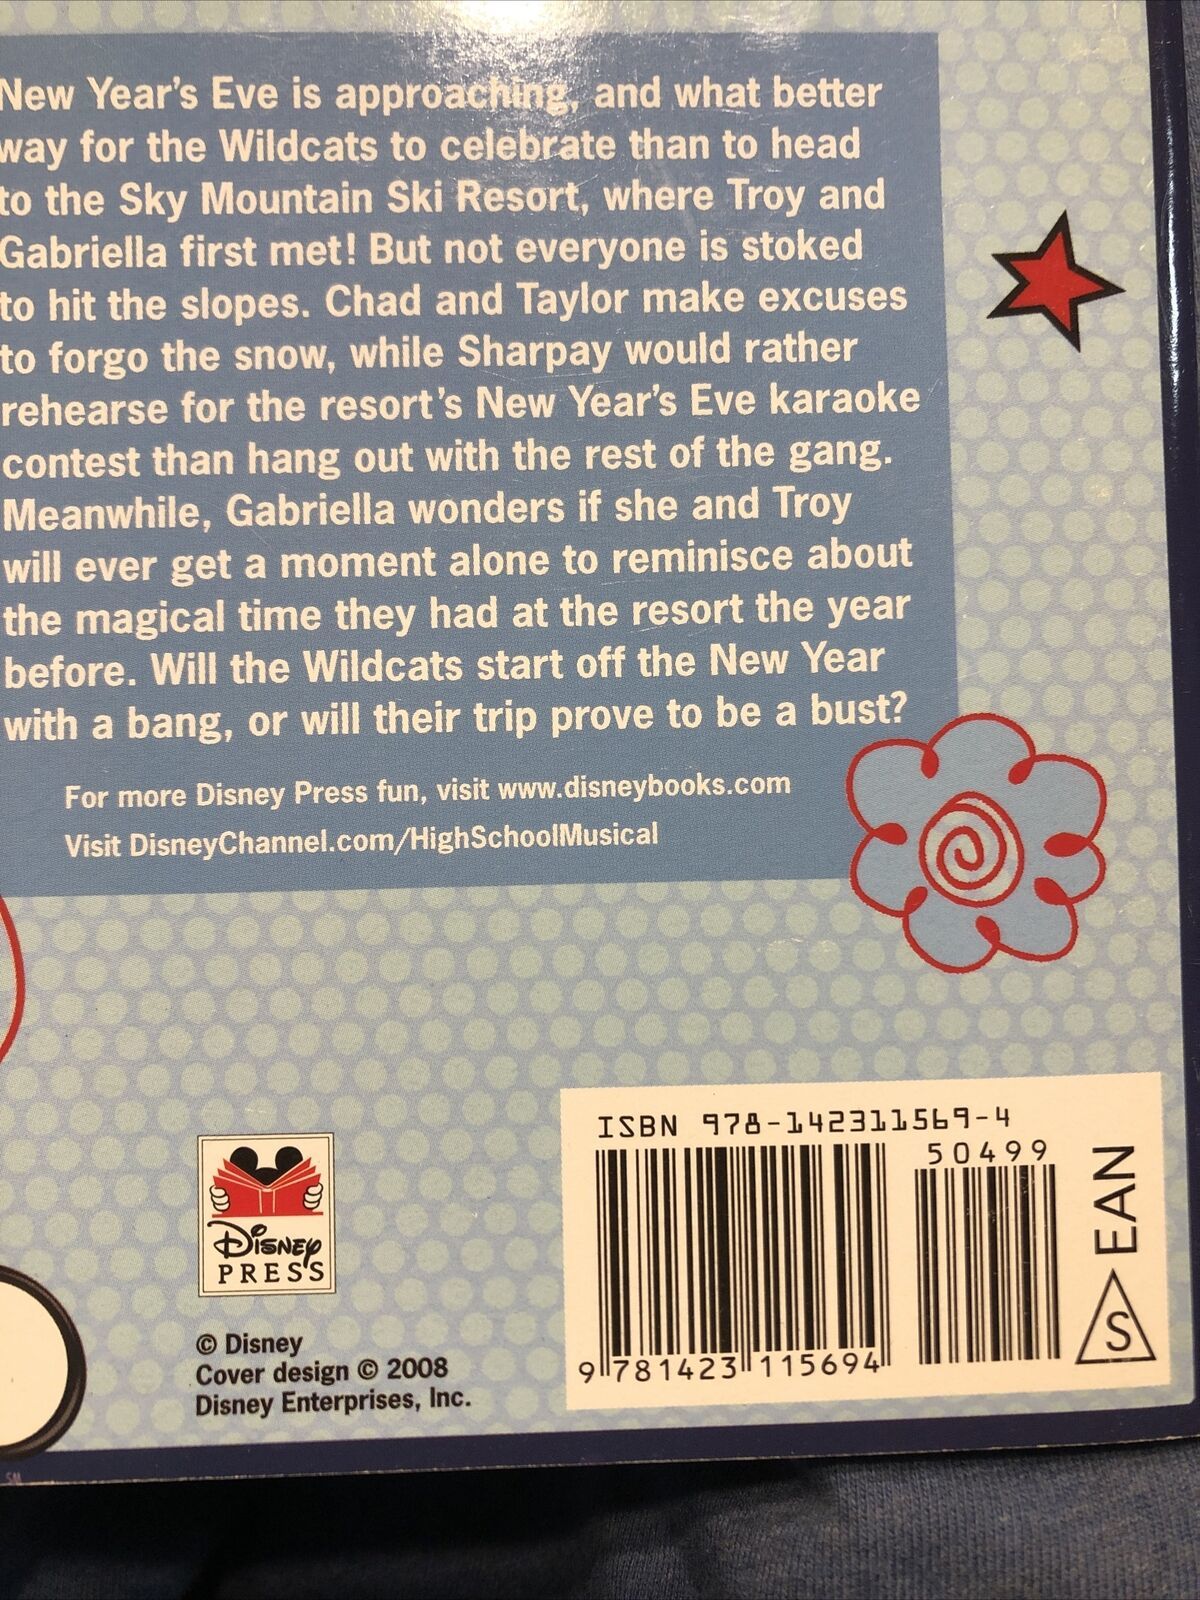 New Year's Eve is approaching, and what better
way for the Wildcats to celebrate than to head
to the Sky Mountain Ski Resort, where Troy and
Gabriella first met! But not everyone is stoked
to hit the slopes. Chad and Taylor make excuses
to forgo the snow, while Sharpay would rather
rehearse for the resort's New Year's Eve karaoke
contest than hang out with the rest of the gang.
Meanwhile, Gabriella wonders if she and Troy
will ever get a moment alone to reminisce about
the magical time they had at the resort the year
before. Will the Wildcats start off the New Year
with a bang, or will their trip prove to be a bust?
For more Disney Press fun, visit www.disneybooks.com
Visit DisneyChannel.com/HighSchoolMusical
Disney
PRESS
© Disney
Cover design © 2008
Disney Enterprises, Inc.
ISBN 978-142311569-4
50499
9 781423 115694
EAN
S
SM